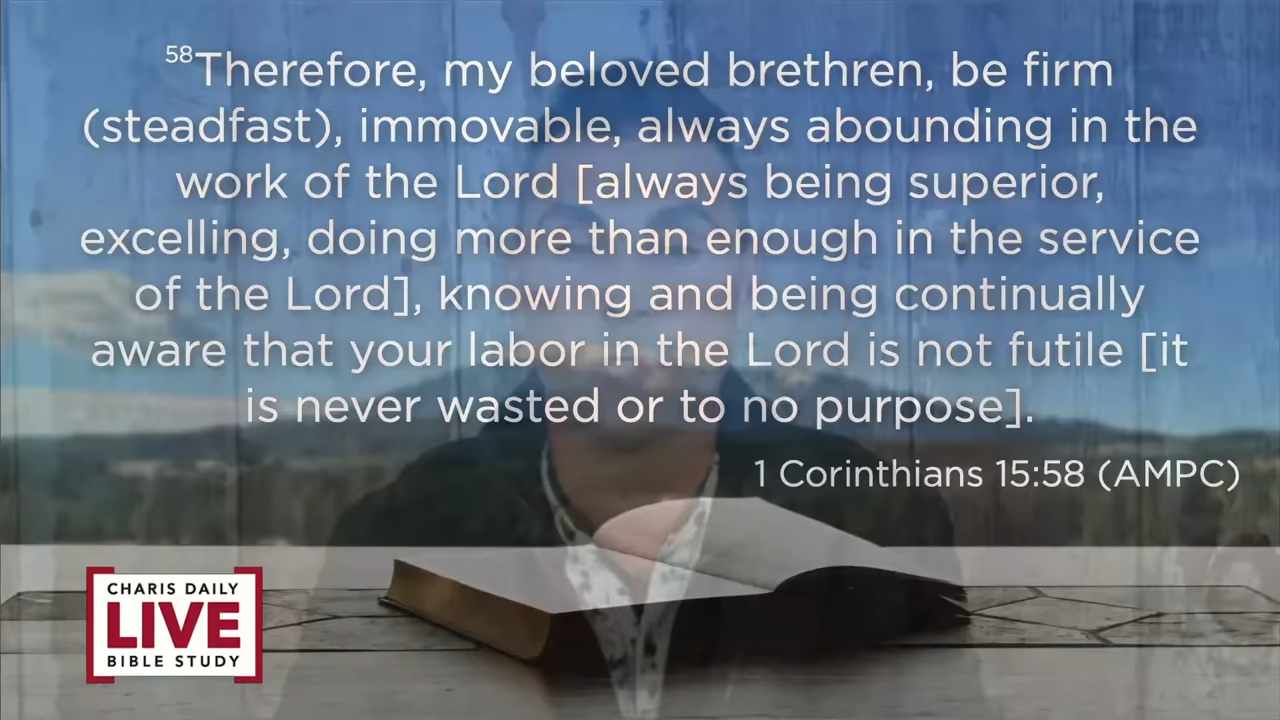 58Therefore, my beloved brethren, be firm
(steadfast), immovable, always abounding in the
work of the Lord [always being superior,
excelling, doing more than enough in the service
of the Lord], knowing and being continually
aware that your labor in the Lord is not futile [it
is never wasted or to no purpose].
1 Corinthians 15:58 (AMPC)
CHARIS DAILY
LIVE
BIBLE STUDY